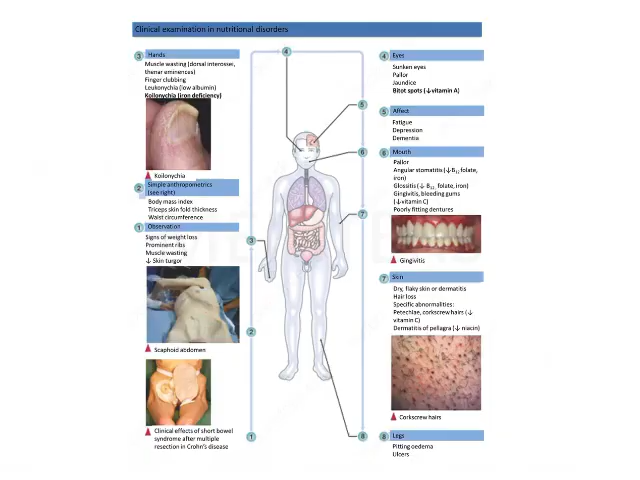 Clinical examination in nutritional disorders
3 Hands
Muscle wasting (dorsal interossei,
thenar eminences)
Finger clubbing
Leukonychia (low albumin)
Koilonychia (iron deficiency)
Koilonychia
2 Simple anthropometrics
(see right)
Body mass index
Triceps skin fold thickness
Waist circumference
1 Observation
Signs of weight loss
Prominent ribs
Muscle wasting
↓ Skin turgor
Scaphoid abdomen
Clinical effects of short bowel
syndrome after multiple
resection in Crohn's disease
4
5
6
7
3
2
1
8
4 Eyes
Sunken eyes
Pallor
Jaundice
Bitot spots (↓vitamin A)
5 Affect
Fatigue
Depression
Dementia
6 Mouth
Pallor
Angular stomatitis (↓B12 folate,
iron)
Glossitis (↓ B12, folate, iron)
Gingivitis, bleeding gums
(↓vitamin C)
Poorly fitting dentures
Gingivitis
7 Skin
Dry, flaky skin or dermatitis
Hair loss
Specific abnormalities:
Petechiae, corkscrew hairs (↓
vitamin C)
Dermatitis of pellagra (↓ niacin)
Corkscrew hairs
8 Legs
Pitting oedema
Ulcers